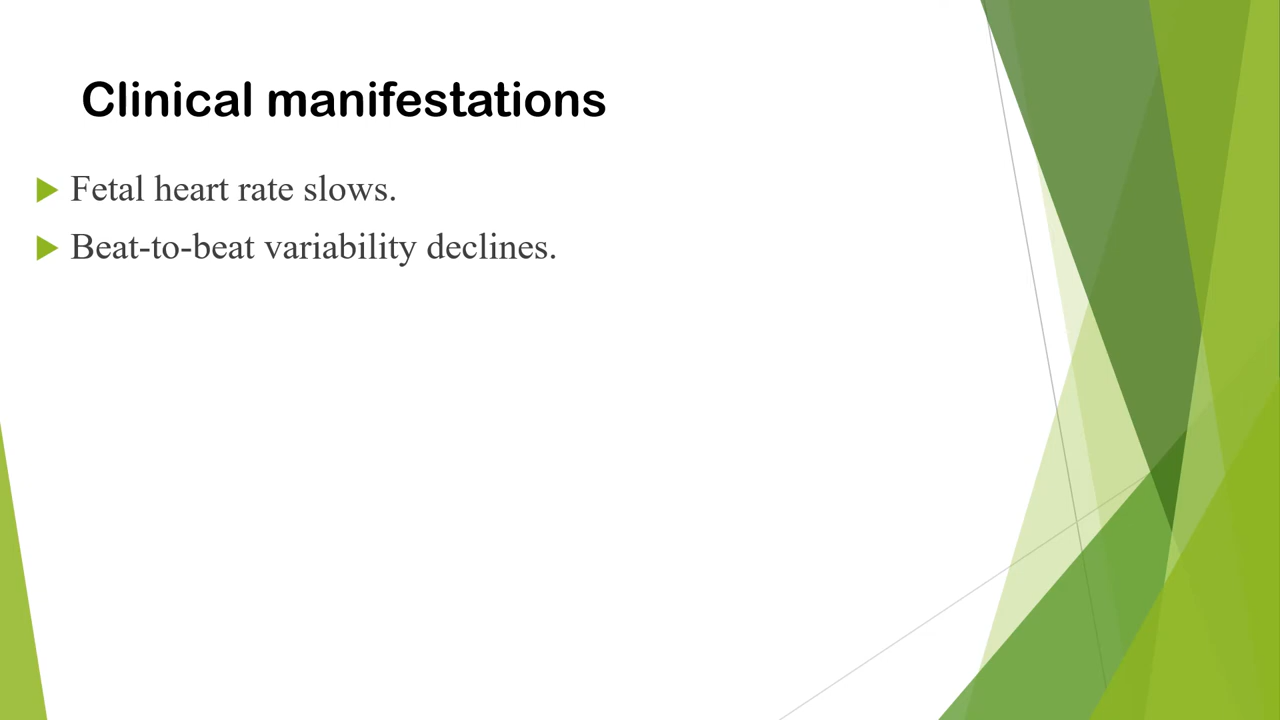 Clinical manifestations
Fetal heart rate slows.
Beat-to-beat variability declines.